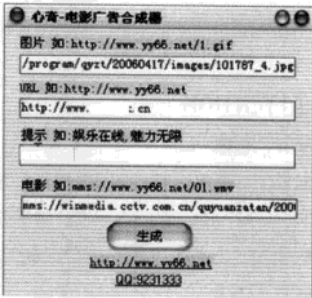 心奇-电影广告合成器
图片 如:http://www.yy66.net/1.gif
/program/qyzt/20060417/images/101787_4.jpg
URL 如:http://www.yy66.net
http://www. .cn
提示 如:娱乐在线,魅力无限
电影 如:mms://www.yy66.net/01.wmv
mms://winmedia.cctv.com.cn/quyuanzatan/200
生成
http://www.yy66.net
QQ:9231333